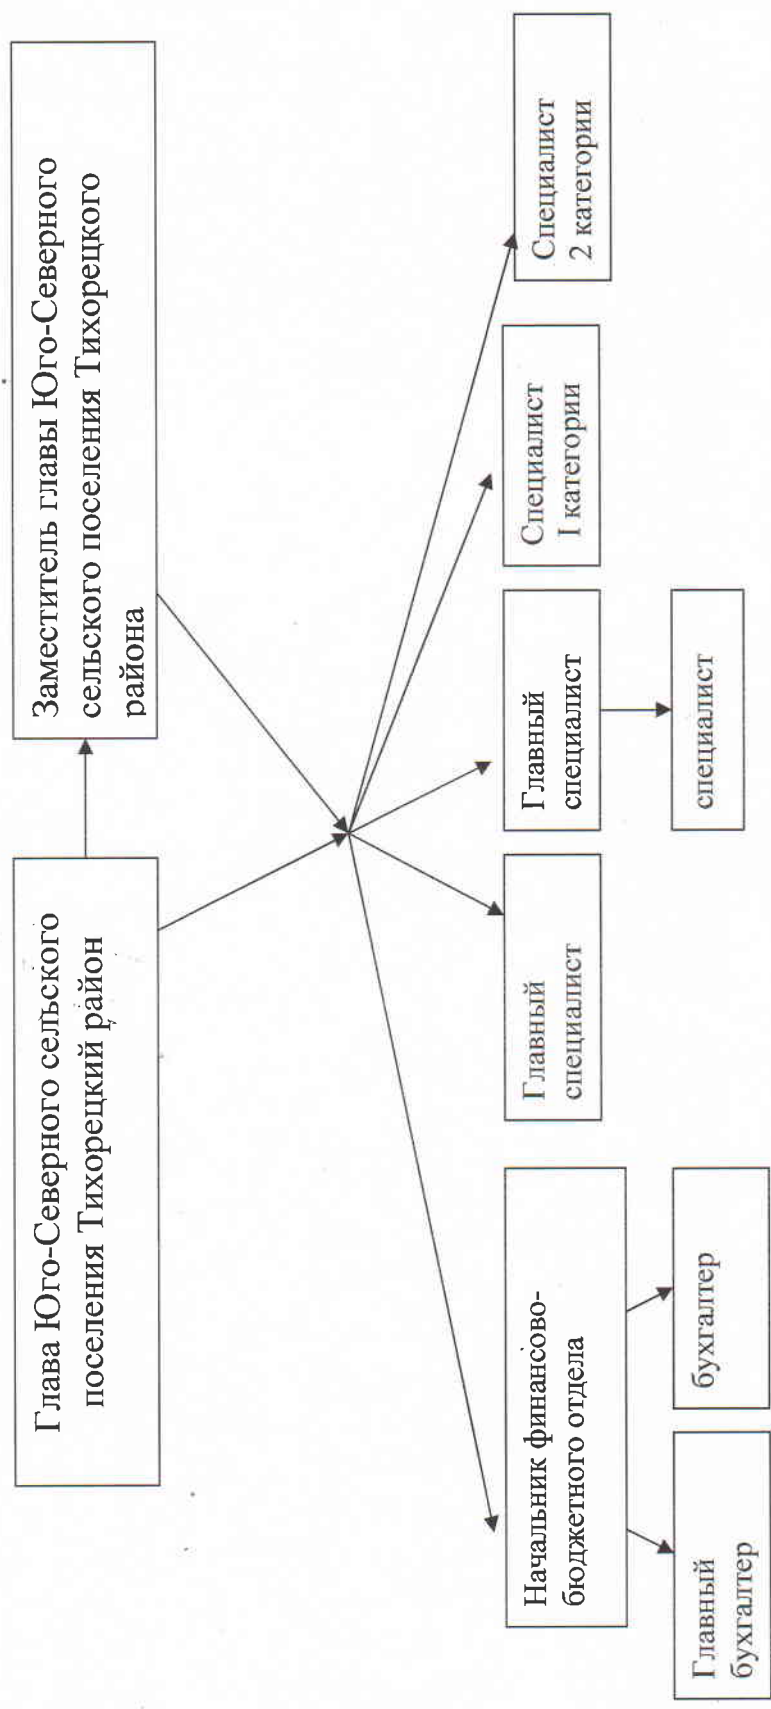 Глава Юго-Северного сельского
поселения Тихорецкий район
Заместитель главы Юго-Северного
сельского поселения Тихорецкого
района
Начальник финансово-
бюджетного отдела
Главный
специалист
Главный
специалист
Специалист
I категории
Специалист
2 категории
Главный
бухгалтер
бухгалтер
специалист